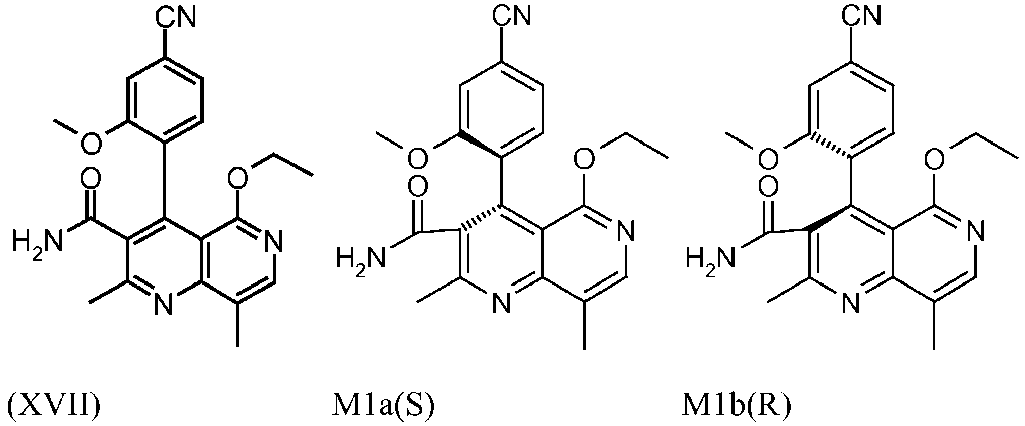 CN CN CN
O O O
O O O O O O
H2N N H2N N H2N N
N N N
(XVII) M1a(S) M1b(R)